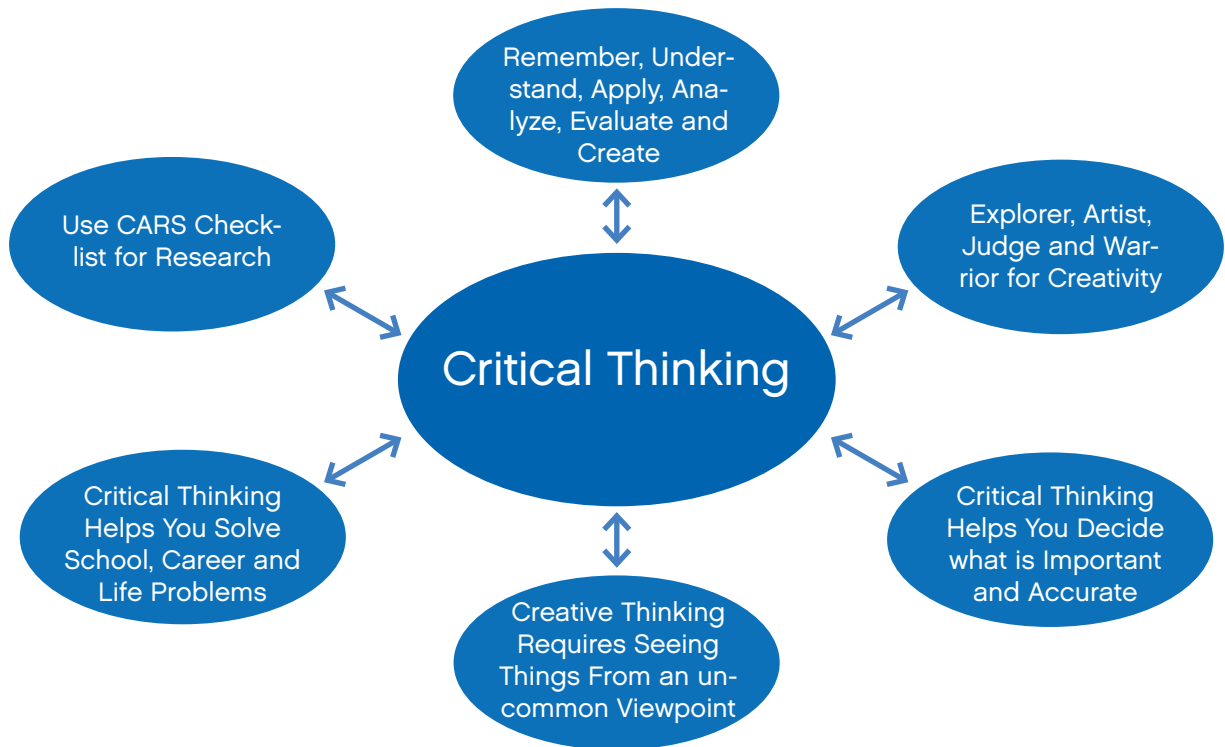 Remember, Under-
stand, Apply, Ana-
lyze, Evaluate and
Create
Use CARS Check-
list for Research
Explorer, Artist,
Judge and War-
rior for Creativity
Critical Thinking
Critical Thinking
Helps You Solve
School, Career and
Life Problems
Critical Thinking
Helps You Decide
what is Important
and Accurate
Creative Thinking
Requires Seeing
Things From an un-
common Viewpoint